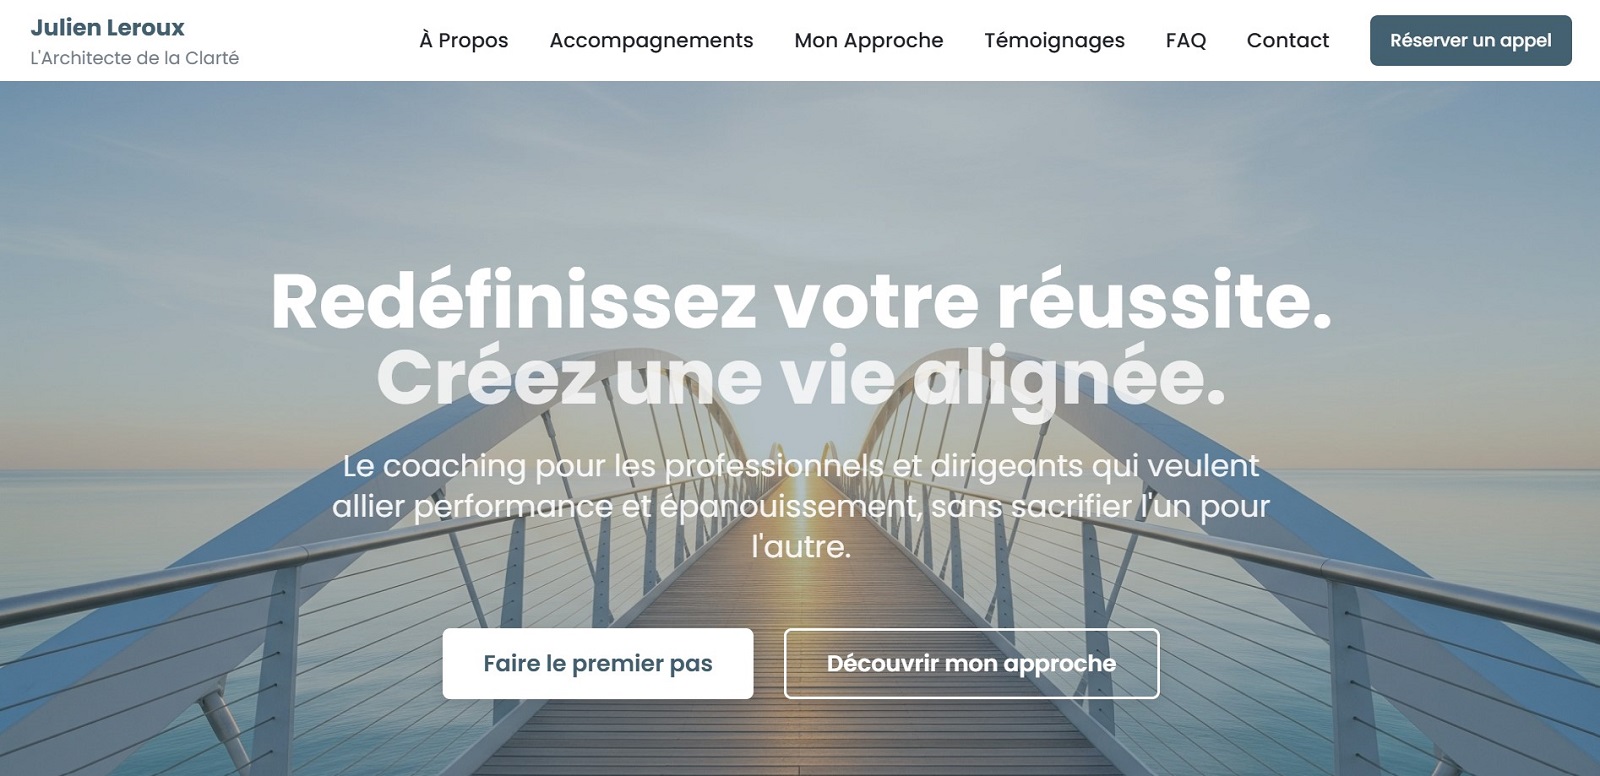 Julien Leroux
L'Architecte de la Clarté
À Propos
Accompagnements
Mon Approche
Témoignages
FAQ
Contact
Réserver un appel
Redéfinissez votre réussite.
Créez une vie alignée.
Le coaching pour les professionnels et dirigeants qui veulent
allier performance et épanouissement, sans sacrifier l'un pour
l'autre.
Faire le premier pas
Découvrir mon approche